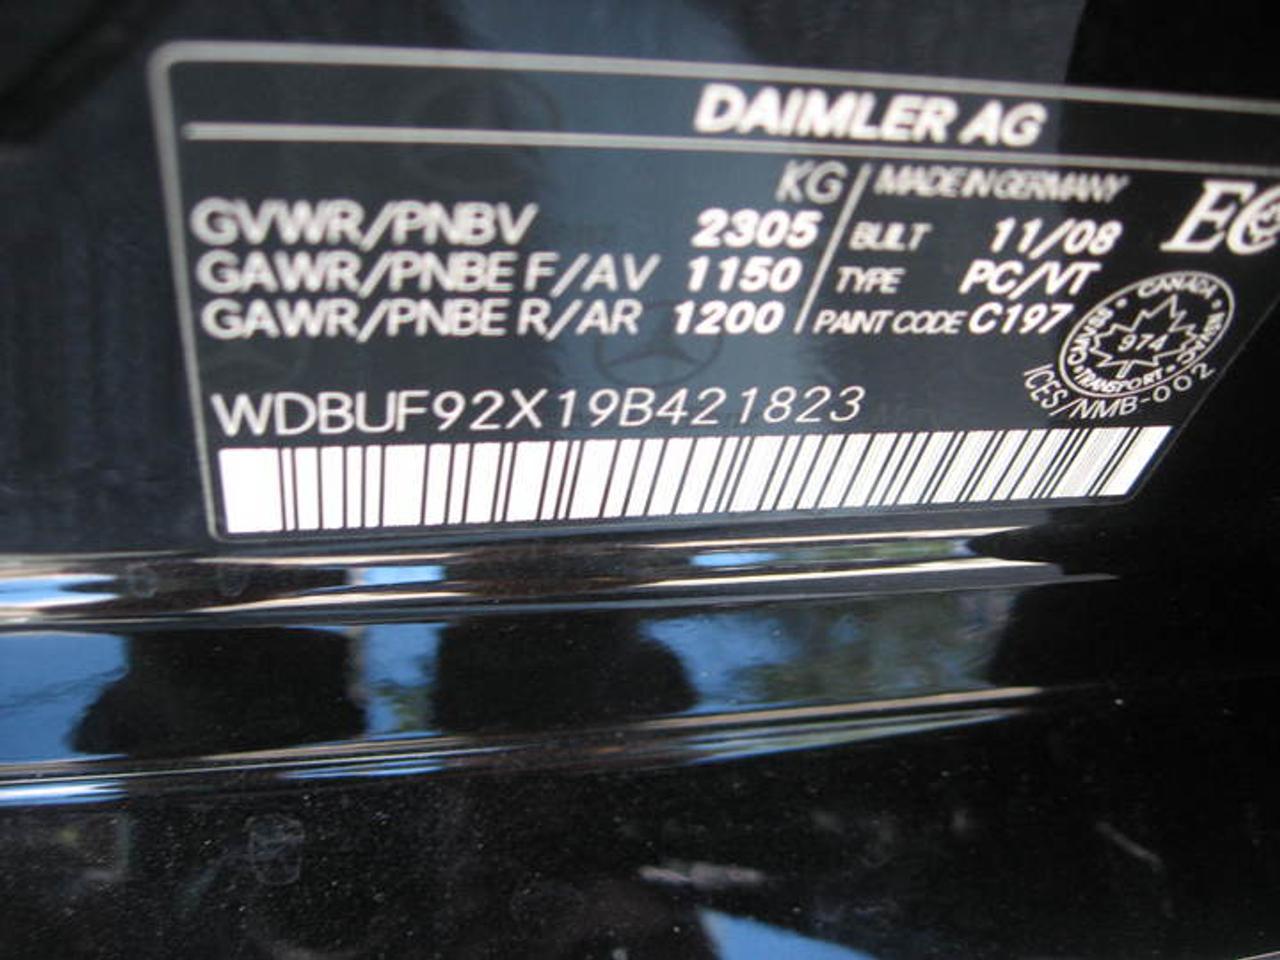 DAIMLER AG
KG / MADE IN GERMANY
GVWR/PNBV 2305 BUILT 11/08
GAWR/PNBE F/AV 1150 TYPE PC/VT
GAWR/PNBE R/AR 1200 PAINT CODE C197
CANADA
974
TRANSPORT
ICES/NMB-002
WDBUF92X19B421823